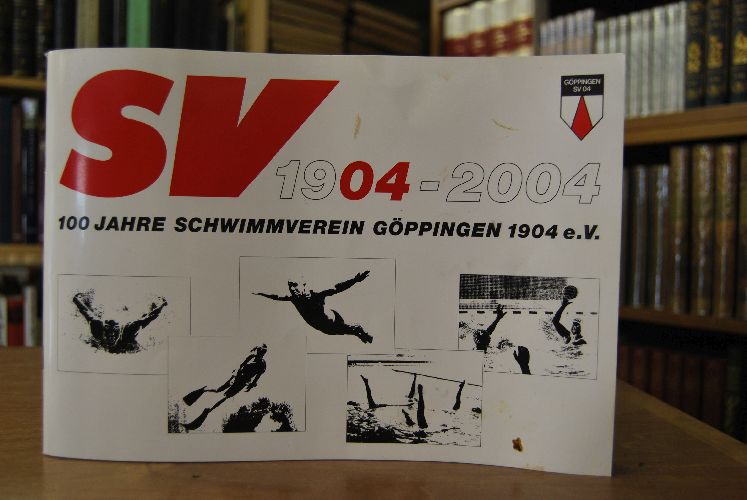 SV
1904-2004
GÖPPINGEN
SV 04
100 JAHRE SCHWIMMVEREIN GÖPPINGEN 1904 e.V.